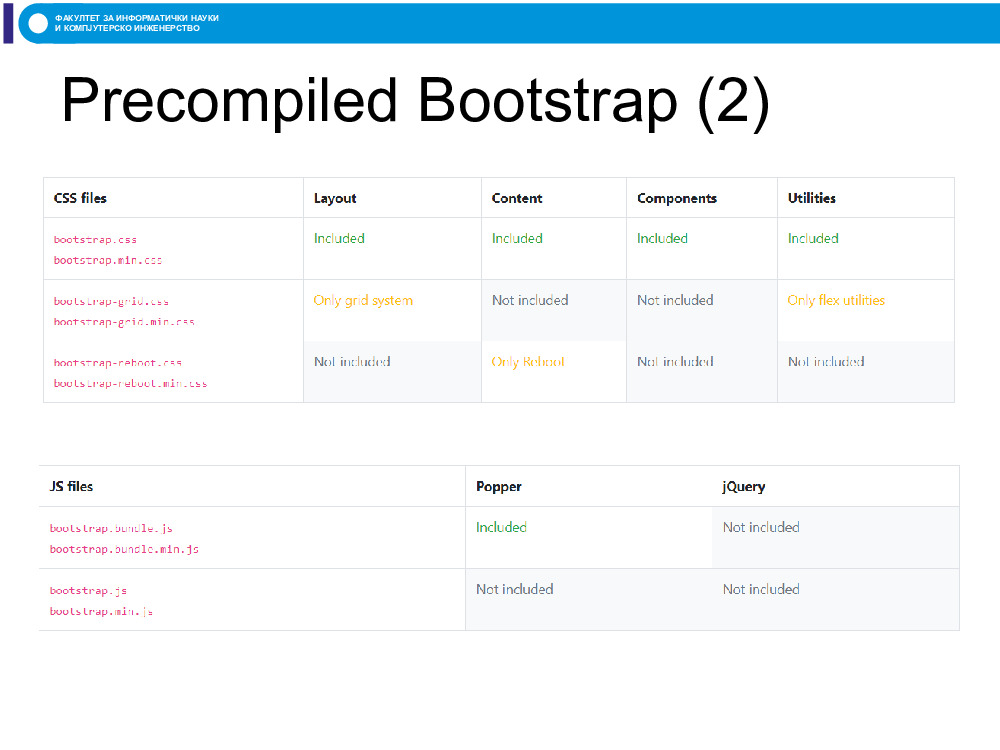 ФАКУЛТЕТ ЗА ИНФОРМАТИЧКИ НАУКИ
И КОМПЈУТЕРСКО ИНЖЕНЕРСТВО
Precompiled Bootstrap (2)
CSS files Layout Content Components Utilities
bootstrap.css Included Included Included Included
bootstrap.min.css
bootstrap-grid.css Only grid system Not included Not included Only flex utilities
bootstrap-grid.min.css
bootstrap-reboot.css Not included Only Reboot Not included Not included
bootstrap-reboot.min.css
JS files Popper jQuery
bootstrap.bundle.js Included Not included
bootstrap.bundle.min.js
bootstrap.js Not included Not included
bootstrap.min.js